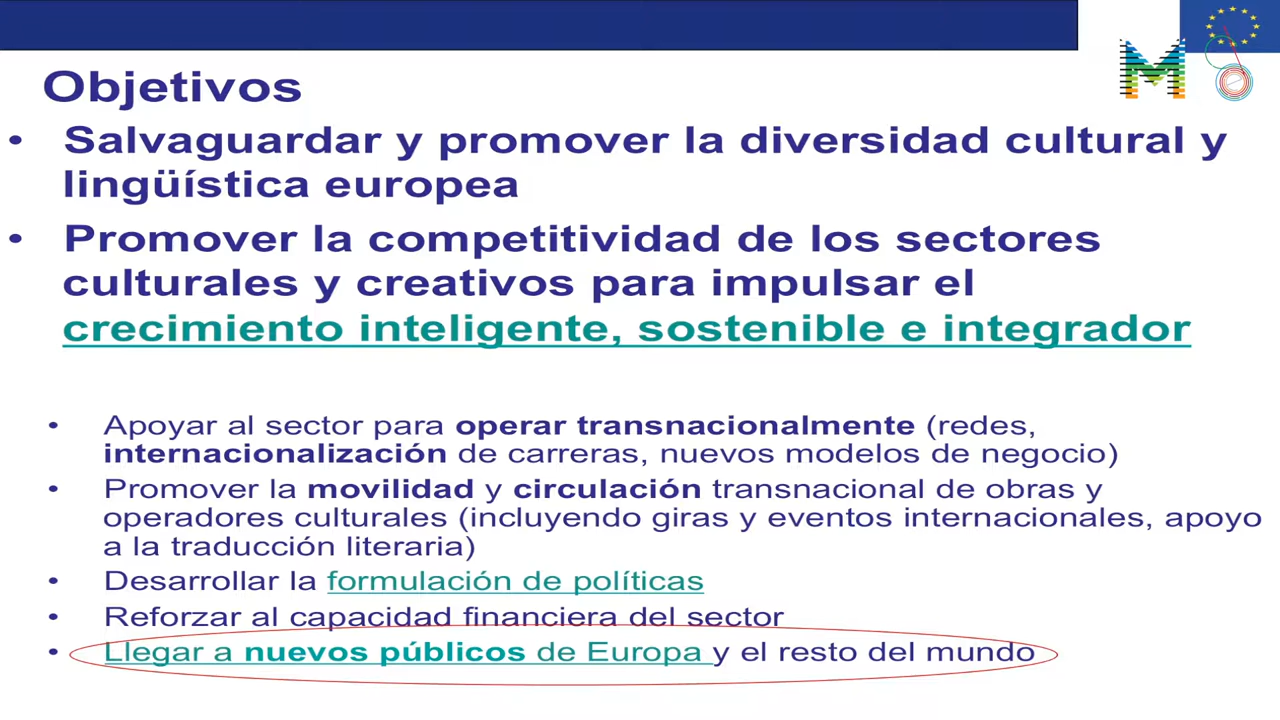 Objetivos
• Salvaguardar y promover la diversidad cultural y
lingüística europea
• Promover la competitividad de los sectores
culturales y creativos para impulsar el
crecimiento inteligente, sostenible e integrador
• Apoyar al sector para operar transnacionalmente (redes,
internacionalización de carreras, nuevos modelos de negocio)
• Promover la movilidad y circulación transnacional de obras y
operadores culturales (incluyendo giras y eventos internacionales, apoyo
a la traducción literaria)
• Desarrollar la formulación de políticas
• Reforzar al capacidad financiera del sector
• Llegar a nuevos públicos de Europa y el resto del mundo